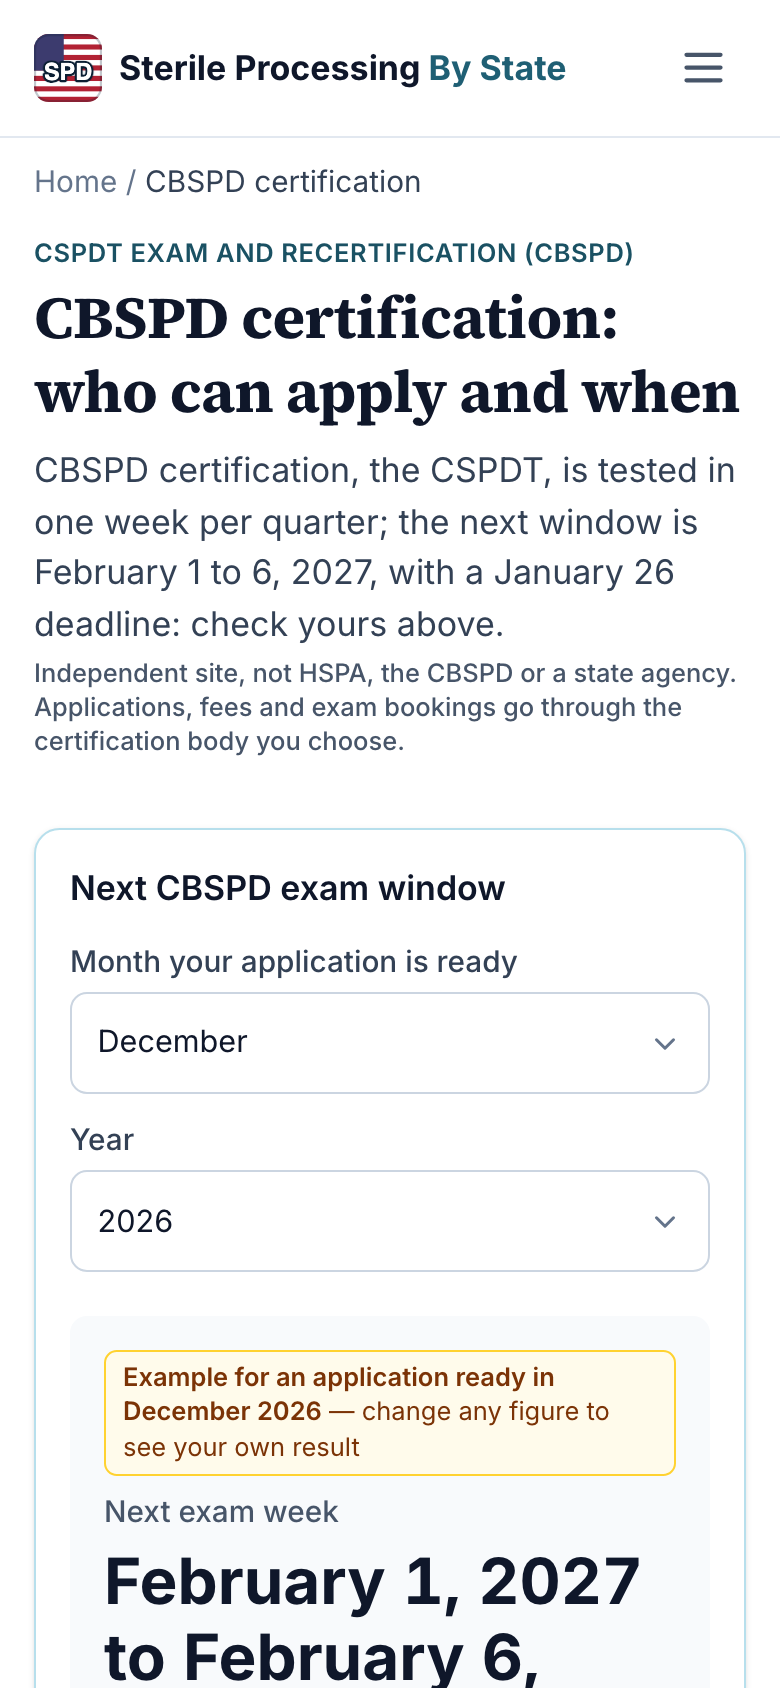 SPD
Sterile Processing By State
Home / CBSPD certification
CSPDT EXAM AND RECERTIFICATION (CBSPD)
CBSPD certification:
who can apply and when
CBSPD certification, the CSPDT, is tested in
one week per quarter; the next window is
February 1 to 6, 2027, with a January 26
deadline: check yours above.
Independent site, not HSPA, the CBSPD or a state agency.
Applications, fees and exam bookings go through the
certification body you choose.
Next CBSPD exam window
Month your application is ready
December
Year
2026
Example for an application ready in
December 2026 — change any figure to
see your own result
Next exam week
February 1, 2027
to February 6,